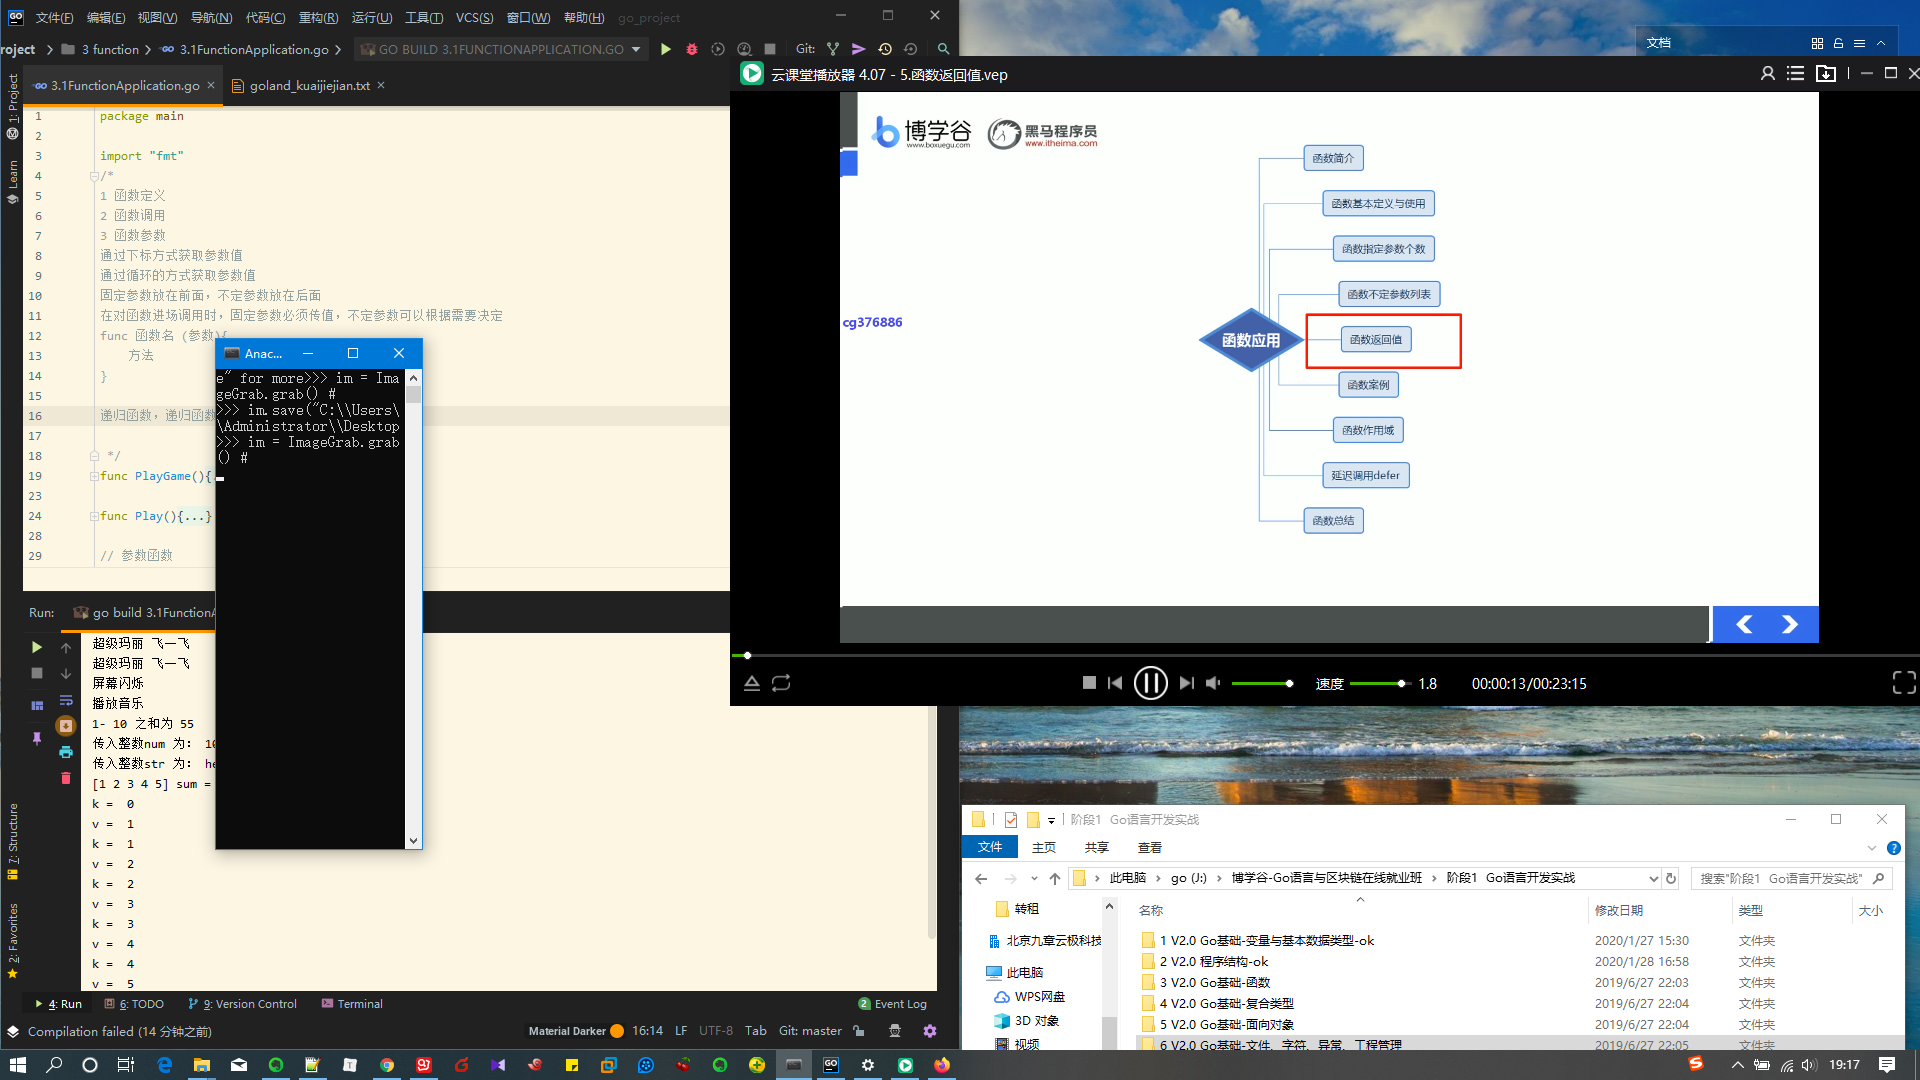 文件(F) 编辑(E) 视图(V) 导航(N) 代码(C) 重构(R) 运行(U) 工具(T) VCS(S) 窗口(W) 帮助(H) go_project
roject 3 function 3.1FunctionApplication.go GO BUILD 3.1FUNCTIONAPPLICATION.GO Git:
3.1FunctionApplication.go goland_kuaijiejian.txt
1: Project
Learn
7: Structure
2: Favorites
1 package main
2
3 import "fmt"
4 /*
5 1 函数定义
6 2 函数调用
7 3 函数参数
8 通过下标方式获取参数值
9 通过循环的方式获取参数值
10 固定参数放在前面，不定参数放在后面
11 在对函数进场调用时，固定参数必须传值，不定参数可以根据需要决定
12 func 函数名 (参数){
13 方法
14 }
15
16 递归函数，递归函数
17
18 */
19 func PlayGame(){
23
24 func Play(){...}
28
29 // 参数函数
Anac...
e" for more>>> im = Ima
geGrab.grab() #
>>> im.save("C:\\Users\
\Administrator\\Desktop
>>> im = ImageGrab.grab
() #
Run: go build 3.1FunctionA
超级玛丽 飞一飞
超级玛丽 飞一飞
屏幕闪烁
播放音乐
1- 10 之和为 55
传入整数num 为: 10
传入整数str 为: he
[1 2 3 4 5] sum =
k = 0
v = 1
k = 1
v = 2
k = 2
v = 3
k = 3
v = 4
k = 4
v = 5
4: Run 6: TODO 9: Version Control Terminal 2 Event Log
Compilation failed (14 分钟之前) Material Darker 16:14 LF UTF-8 Tab Git: master
文档
云课堂播放器 4.07 - 5.函数返回值.vep
博学谷
www.boxuegu.com
黑马程序员
www.itheima.com
cg376886
函数应用
函数简介
函数基本定义与使用
函数指定参数个数
函数不定参数列表
函数返回值
函数案例
函数作用域
延迟调用defer
函数总结
速度 1.8 00:00:13/00:23:15
阶段1 Go语言开发实战
文件 主页 共享 查看
此电脑 go (J:) 博学谷-Go语言与区块链在线就业班 阶段1 Go语言开发实战 搜索"阶段1 Go语言开发实战"
转租
北京九章云极科技
此电脑
WPS网盘
3D 对象
视频
名称 修改日期 类型 大小
1 V2.0 Go基础-变量与基本数据类型-ok 2020/1/27 15:30 文件夹
2 V2.0 程序结构-ok 2020/1/28 16:58 文件夹
3 V2.0 Go基础-函数 2019/6/27 22:03 文件夹
4 V2.0 Go基础-复合类型 2019/6/27 22:04 文件夹
5 V2.0 Go基础-面向对象 2019/6/27 22:04 文件夹
6 V2.0 Go基础-文件、字符、异常、工程管理 2019/6/27 22:05 文件夹
19:17